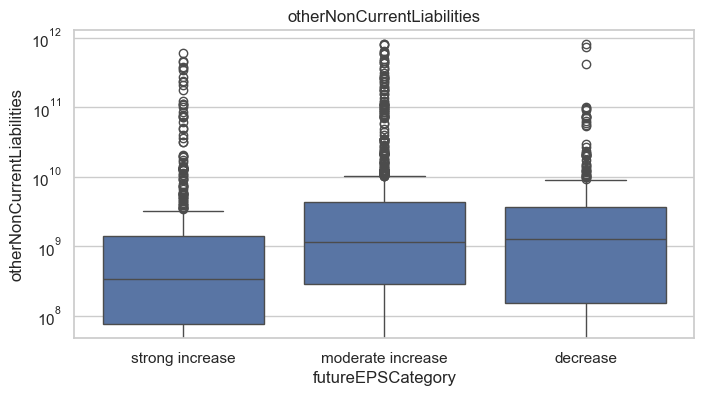 otherNonCurrentLiabilities
otherNonCurrentLiabilities
10^12
10^11
10^10
10^9
10^8
strong increase
moderate increase
decrease
futureEPSCategory